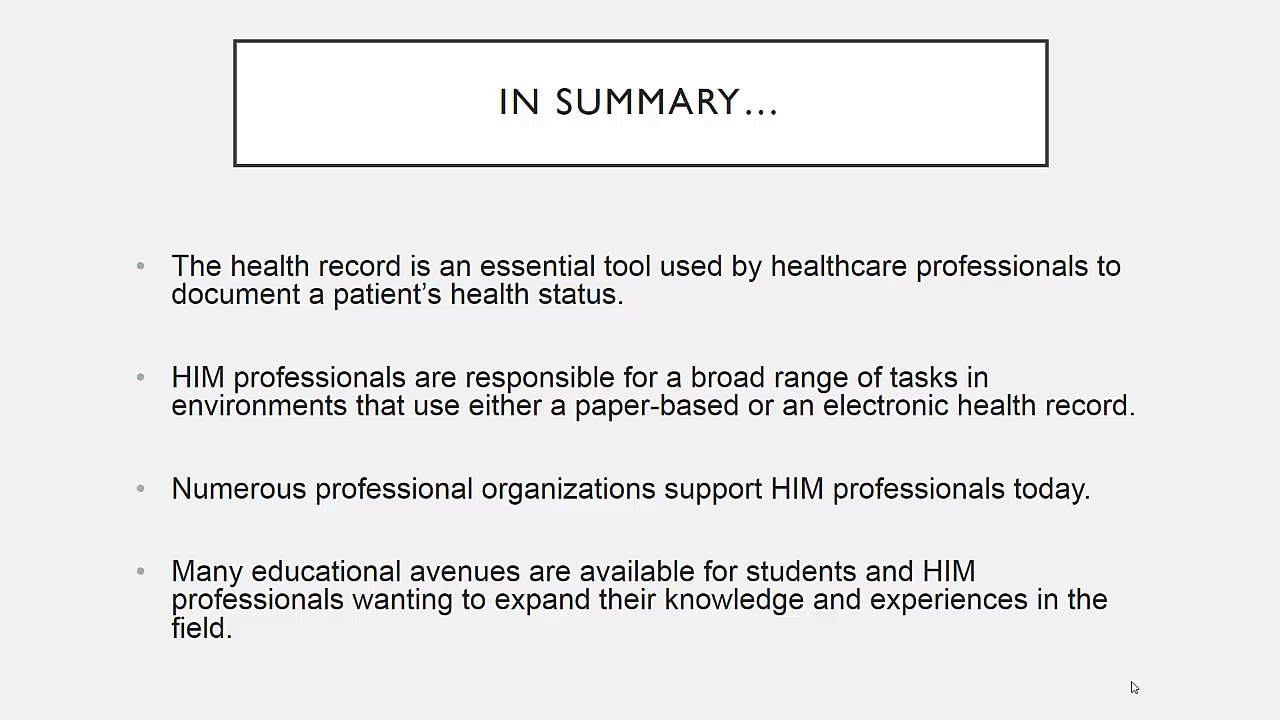 IN SUMMARY...
• The health record is an essential tool used by healthcare professionals to
document a patient’s health status.
• HIM professionals are responsible for a broad range of tasks in
environments that use either a paper-based or an electronic health record.
• Numerous professional organizations support HIM professionals today.
• Many educational avenues are available for students and HIM
professionals wanting to expand their knowledge and experiences in the
field.